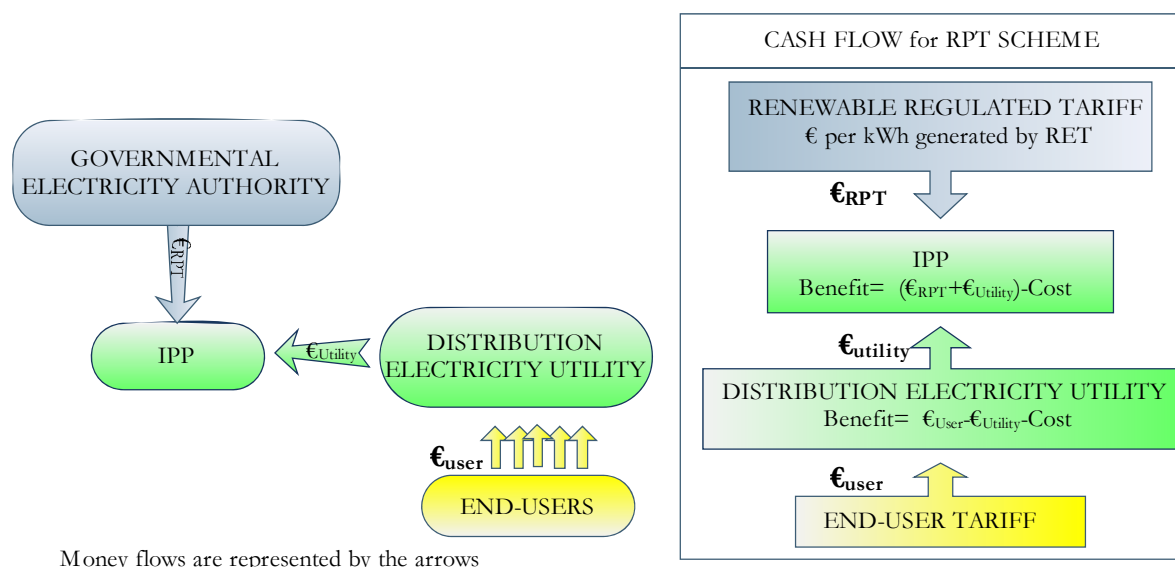 GOVERNMENTAL
ELECTRICITY AUTHORITY
€RPT
IPP
€Utility
DISTRIBUTION
ELECTRICITY UTILITY
€user
END-USERS
Money flows are represented by the arrows
CASH FLOW for RPT SCHEME
RENEWABLE REGULATED TARIFF
€ per kWh generated by RET
€RPT
IPP
Benefit= (€RPT+€Utility)-Cost
€utility
DISTRIBUTION ELECTRICITY UTILITY
Benefit= €User-€Utility-Cost
€user
END-USER TARIFF